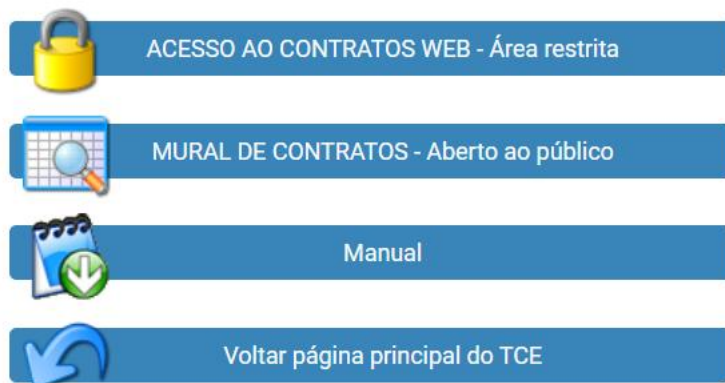 ACESSO AO CONTRATOS WEB - Área restrita
MURAL DE CONTRATOS - Aberto ao público
Manual
Voltar página principal do TCE